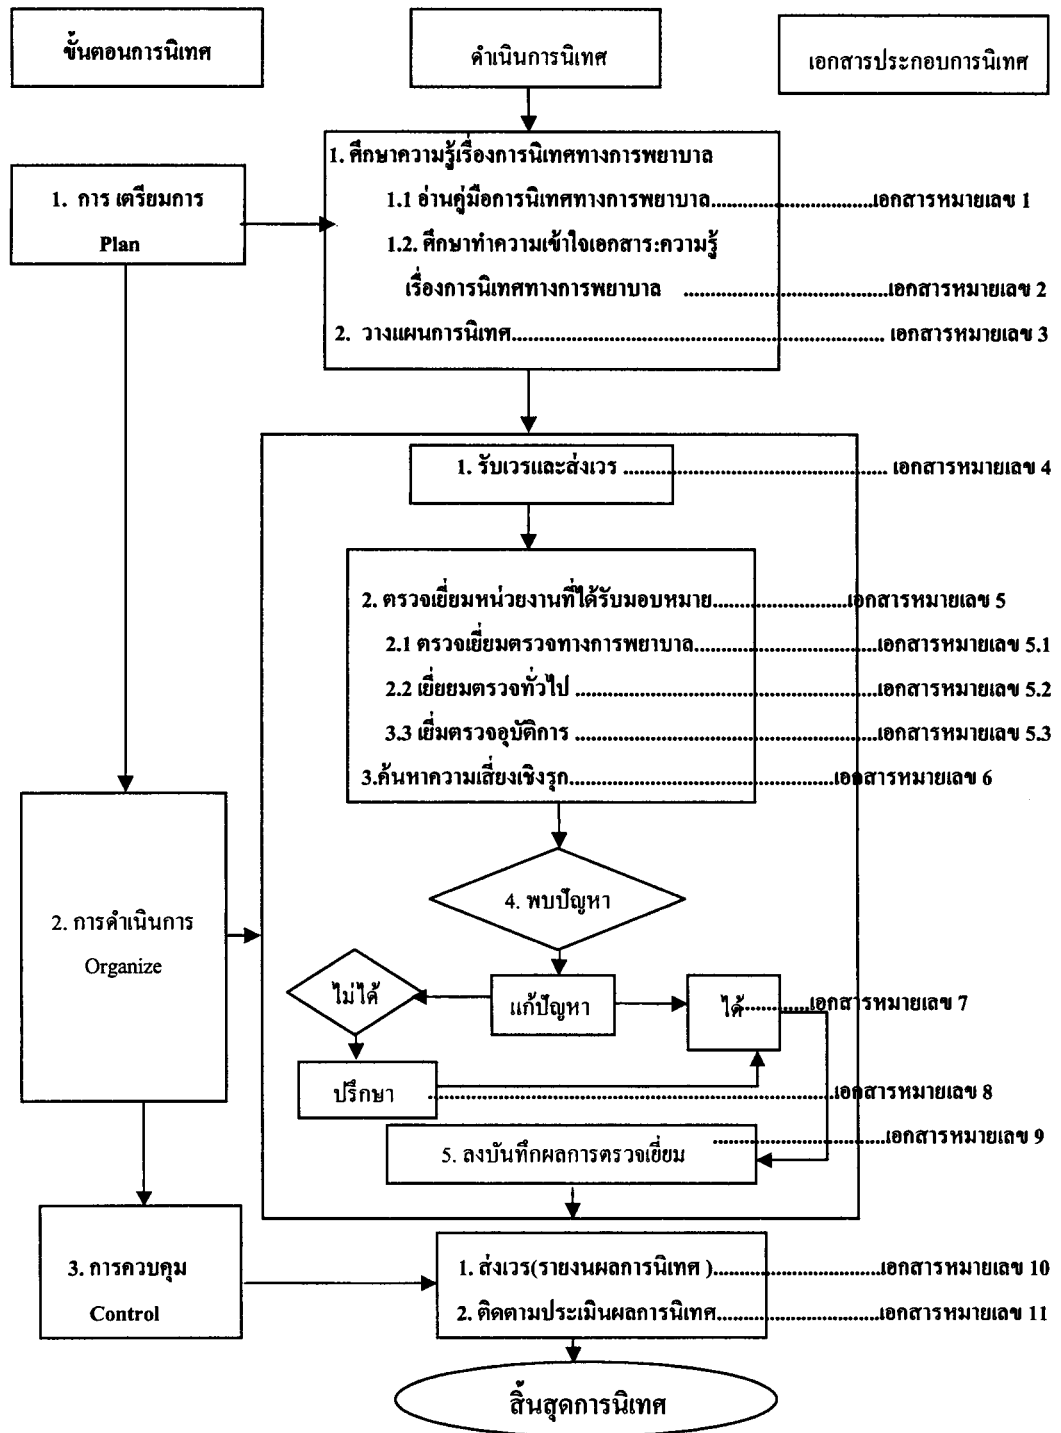 ขั้นตอนการนิเทศ
ดำเนินการนิเทศ
เอกสารประกอบการนิเทศ
1. ศึกษาความรู้เรื่องการนิเทศทางการพยาบาล
1. การ เตรียมการ
Plan
1.1 อ่านคู่มือการนิเทศทางการพยาบาล..............................เอกสารหมายเลข 1
1.2. ศึกษาทำความเข้าใจเอกสาร:ความรู้
เรื่องการนิเทศทางการพยาบาล ......................................เอกสารหมายเลข 2
2. วางแผนการนิเทศ...................................................................... เอกสารหมายเลข 3
1. รับเวรและส่งเวร ................................................. เอกสารหมายเลข 4
2. ตรวจเยี่ยมหน่วยงานที่ได้รับมอบหมาย.........................เอกสารหมายเลข 5
2.1 ตรวจเยี่ยมตรวจทางการพยาบาล..................................เอกสารหมายเลข 5.1
2.2 เยี่ยยมตรวจทั่วไป ........................................................เอกสารหมายเลข 5.2
3.3 เยี่มตรวจอุบัติการ ........................................................เอกสารหมายเลข 5.3
3.ค้นหาความเสี่ยงเชิงรุก................................................เอกสารหมายเลข 6
4. พบปัญหา
2. การดำเนินการ
Organize
ไม่ได้
แก้ปัญหา
ได้.............เอกสารหมายเลข 7
ปรึกษา ...........................................................................เอกสารหมายเลข 8
5. ลงบันทึกผลการตรวจเยี่ยม ................................เอกสารหมายเลข 9
3. การควบคุม
Control
1. ส่งเวร(รายงนผลการนิเทศ )...............................เอกสารหมายเลข 10
2. ติดตามประเมินผลการนิเทศ..............................เอกสารหมายเลข 11
สิ้นสุดการนิเทศ